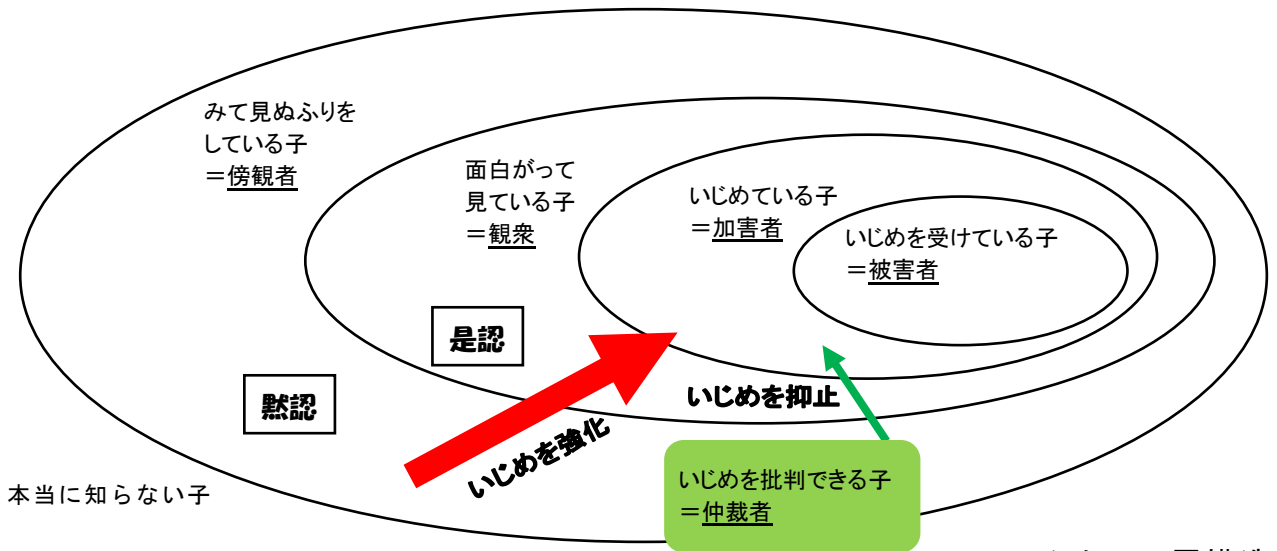 みて見ぬふりを
している子
＝傍観者
面白がって
見ている子
＝観衆
いじめている子
＝加害者
いじめを受けている子
＝被害者
是認
黙認
いじめを強化
いじめを抑止
いじめを批判できる子
＝仲裁者
本当に知らない子